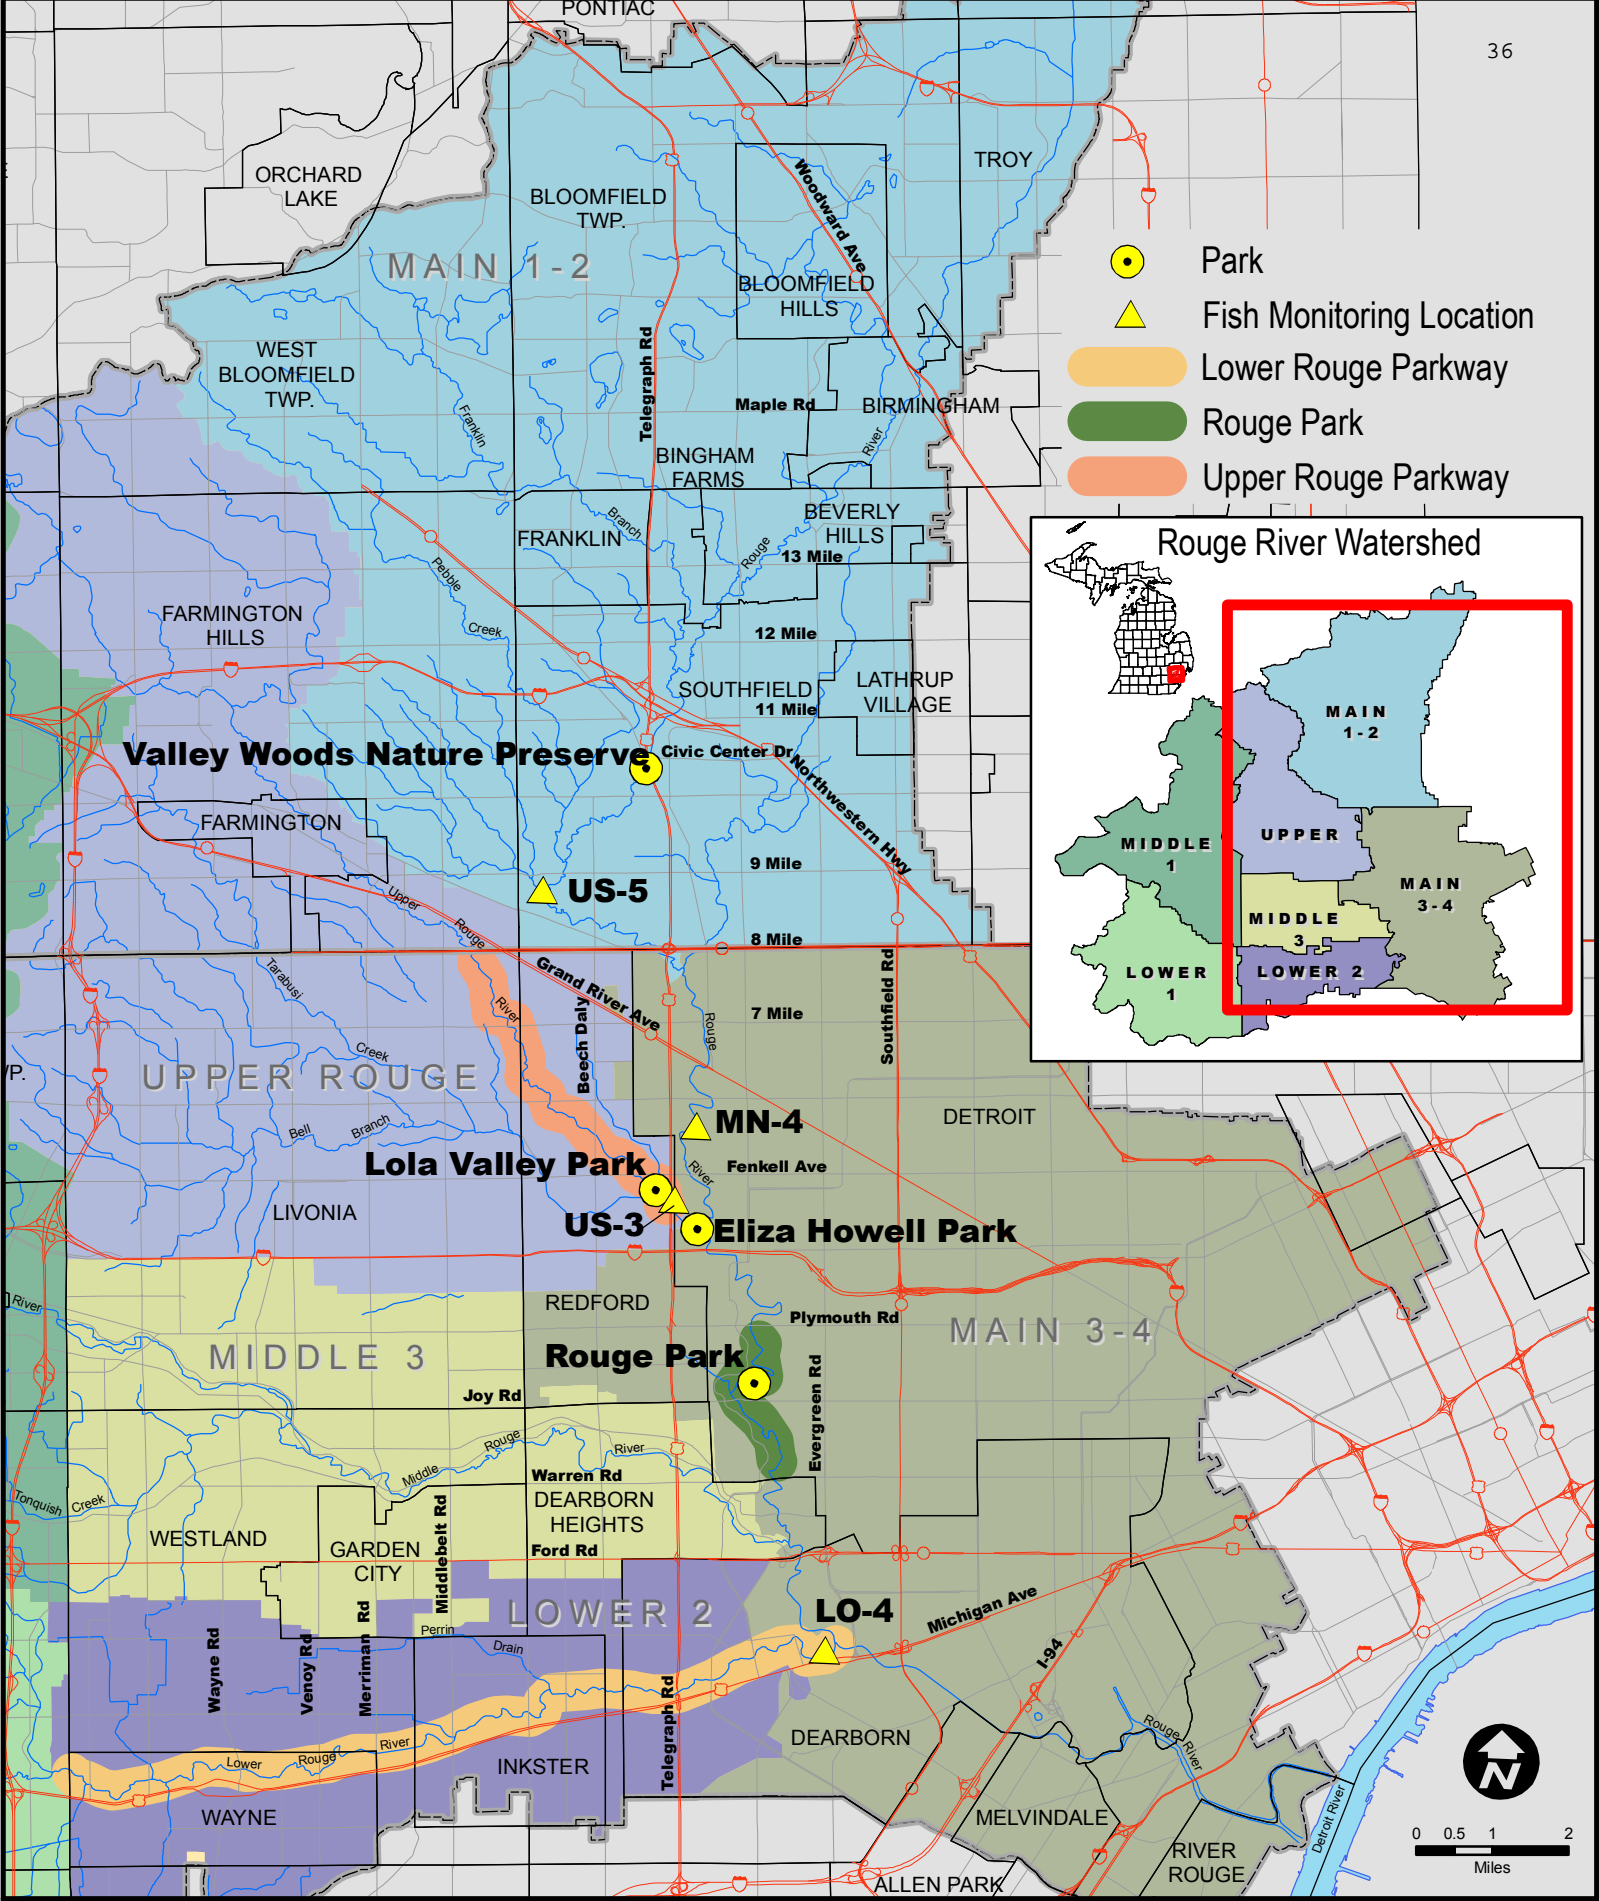 PONTIAC
36
ORCHARD
LAKE
BLOOMFIELD
TWP.
TROY
Woodward Ave
MAIN 1-2
BLOOMFIELD
HILLS
Park
Fish Monitoring Location
Lower Rouge Parkway
Rouge Park
Upper Rouge Parkway
WEST
BLOOMFIELD
TWP.
Telegraph Rd
Franklin
Maple Rd
BIRMINGHAM
River
BINGHAM
FARMS
BEVERLY
HILLS
FRANKLIN
Branch
Rouge
13 Mile
Pebble
Creek
FARMINGTON
HILLS
12 Mile
SOUTHFIELD
LATHRUP
VILLAGE
11 Mile
Valley Woods Nature Preserve
Civic Center Dr
Northwestern Hwy
FARMINGTON
9 Mile
US-5
Upper
Rouge
8 Mile
Rouge River Watershed
MAIN
1-2
UPPER
MIDDLE
1
MAIN
3-4
MIDDLE
3
LOWER
1
LOWER 2
Tarabusi
Creek
Grand River Ave
River
Beech Daly
Rouge
7 Mile
Southfield Rd
/P.
UPPER ROUGE
Bell
Branch
MN-4
DETROIT
Lola Valley Park
River
Fenkell Ave
LIVONIA
US-3
Eliza Howell Park
River
REDFORD
Plymouth Rd
MAIN 3-4
MIDDLE 3
Rouge Park
Joy Rd
Evergreen Rd
Middle
Rouge
River
Warren Rd
Tonquish
Creek
DEARBORN
HEIGHTS
WESTLAND
GARDEN
CITY
Middlebelt Rd
Ford Rd
LOWER 2
LO-4
Michigan Ave
Perrin
Drain
Wayne Rd
Venoy Rd
Merriman Rd
I-94
Telegraph Rd
Lower
Rouge
River
INKSTER
DEARBORN
Rouge River
WAYNE
MELVINDALE
RIVER
ROUGE
Detroit River
ALLEN PARK
N
0 0.5 1 2
Miles